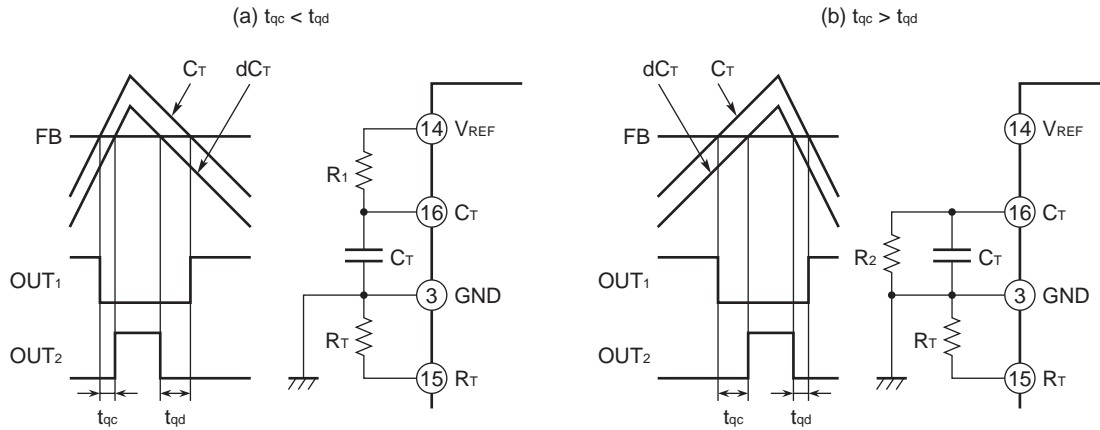 (a) tqc < tqd
CT
dCT
FB
OUT1
OUT2
tqc
tqd
R1
CT
RT
14 VREF
16 CT
3 GND
15 RT
(b) tqc > tqd
dCT
CT
FB
OUT1
OUT2
tqc
tqd
R2
CT
RT
14 VREF
16 CT
3 GND
15 RT